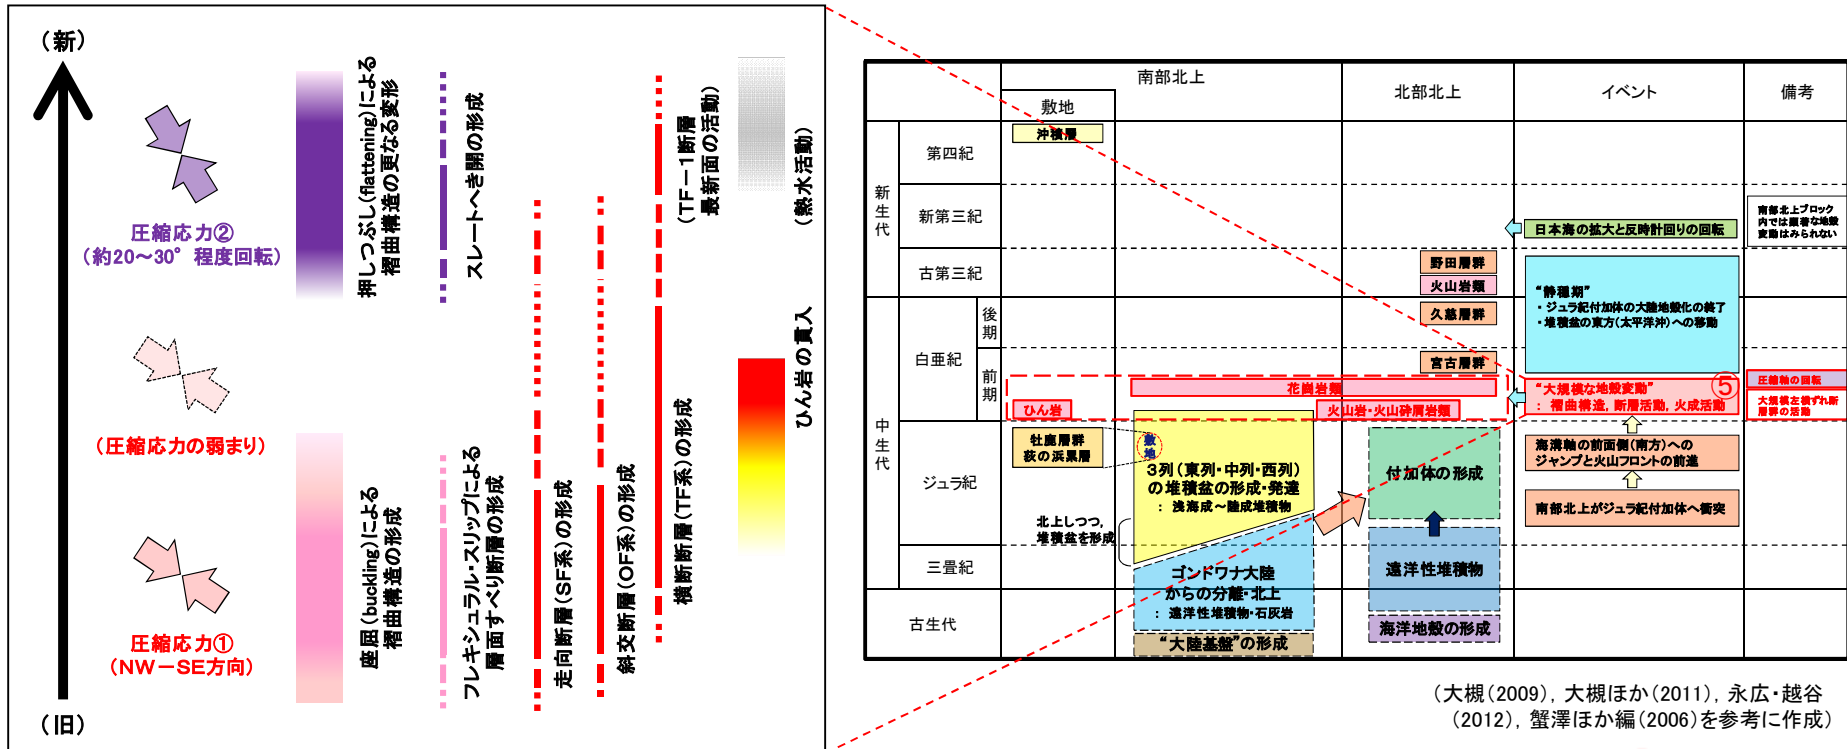 (新)
圧縮応力②
(約20～30°程度回転)
(圧縮応力の弱まり)
圧縮応力①
(NW－SE方向)
(旧)
押しつぶし(flattening)による
褶曲構造の更なる変形
座屈(buckling)による
褶曲構造の形成
スレートへき開の形成
フレキシュラル・スリップによる
層面すべり断層の形成
走向断層(SF系)の形成
斜交断層(OF系)の形成
(TF－1断層
最新面の活動)
横断断層(TF系)の形成
(熱水活動)
ひん岩の貫入
南部北上
敷地
北部北上
イベント
備考
新生代
第四紀
沖積層
新第三紀
日本海の拡大と反時計回りの回転
南部北上ブロック
内では顕著な地殻
変動はみられない
古第三紀
野田層群
火山岩類
"静穏期"
・ジュラ紀付加体の大陸地殻化の終了
・堆積盆の東方(太平洋沖)への移動
中生代
白亜紀
後期
久慈層群
前期
宮古層群
花崗岩類
ひん岩
火山岩・火山砕屑岩類
"大規模な地殻変動"
：褶曲構造，断層活動，火成活動
⑤
圧縮軸の回転
大規模左横ずれ断
層群の活動
ジュラ紀
牡鹿層群
荻の浜累層
敷地
3列(東列・中列・西列)
の堆積盆の形成・発達
：浅海成～陸成堆積物
付加体の形成
海溝軸の前面側(南方)への
ジャンプと火山フロントの前進
南部北上がジュラ紀付加体へ衝突
北上しつつ，
堆積盆を形成
三畳紀
ゴンドワナ大陸
からの分離・北上
：遠洋性堆積物・石灰岩
遠洋性堆積物
古生代
"大陸基盤"の形成
海洋地殻の形成
(大槻(2009)，大槻ほか(2011)，永広・越谷
(2012)，蟹澤ほか編(2006)を参考に作成)